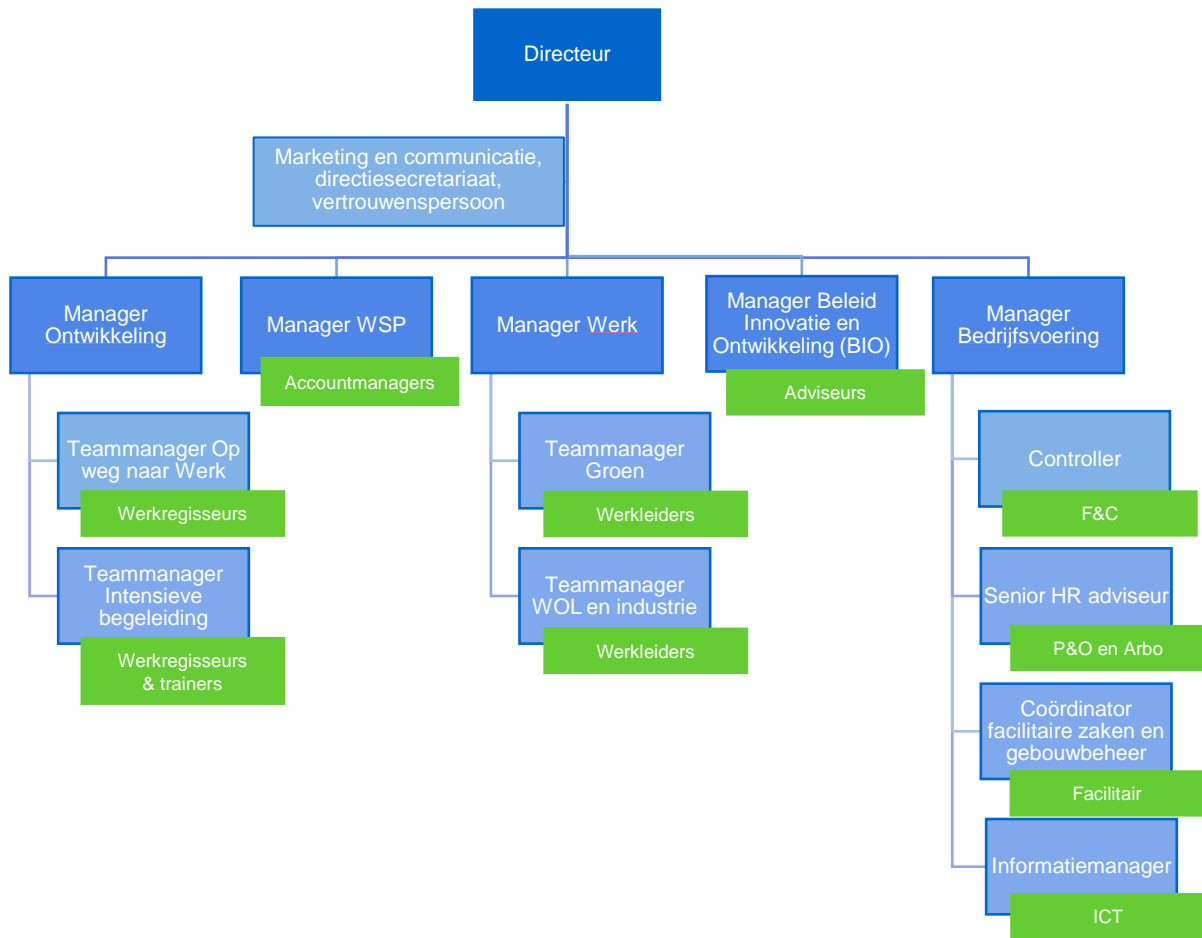 Directeur
Marketing en communicatie,
directiesecretariaat,
vertrouwenspersoon
Manager
Ontwikkeling
Manager WSP
Accountmanagers
Manager Werk
Manager Beleid
Innovatie en
Ontwikkeling (BIO)
Adviseurs
Manager
Bedrijfsvoering
Teammanager Op
weg naar Werk
Werkregisseurs
Teammanager
Intensieve
begeleiding
Werkregisseurs
& trainers
Teammanager
Groen
Werkleiders
Teammanager
WOL en industrie
Werkleiders
Controller
F&C
Senior HR adviseur
P&O en Arbo
Coördinator
facilitaire zaken en
gebouwbeheer
Facilitair
Informatiemanager
ICT